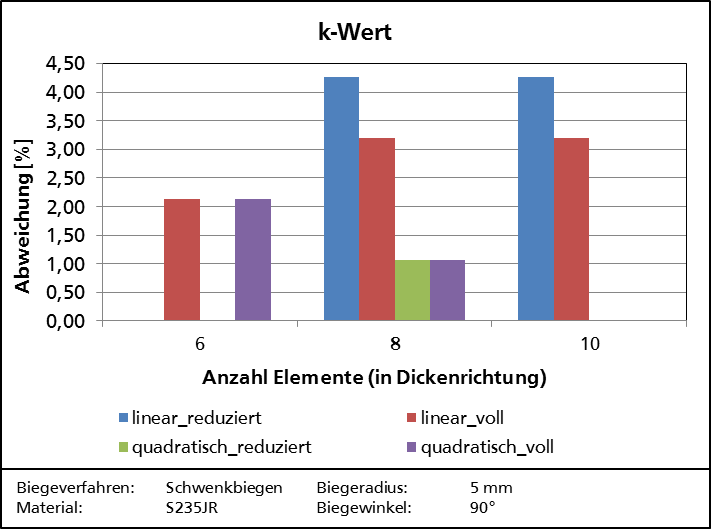 k-Wert
4,50
4,00
3,50
3,00
2,50
2,00
1,50
1,00
0,50
0,00
Abweichung [%]
6 8 10
Anzahl Elemente (in Dickenrichtung)
linear_reduziert linear_voll
quadratisch_reduziert quadratisch_voll
Biegeverfahren: Schwenkbiegen Biegeradius: 5 mm
Material: S235JR Biegewinkel: 90°